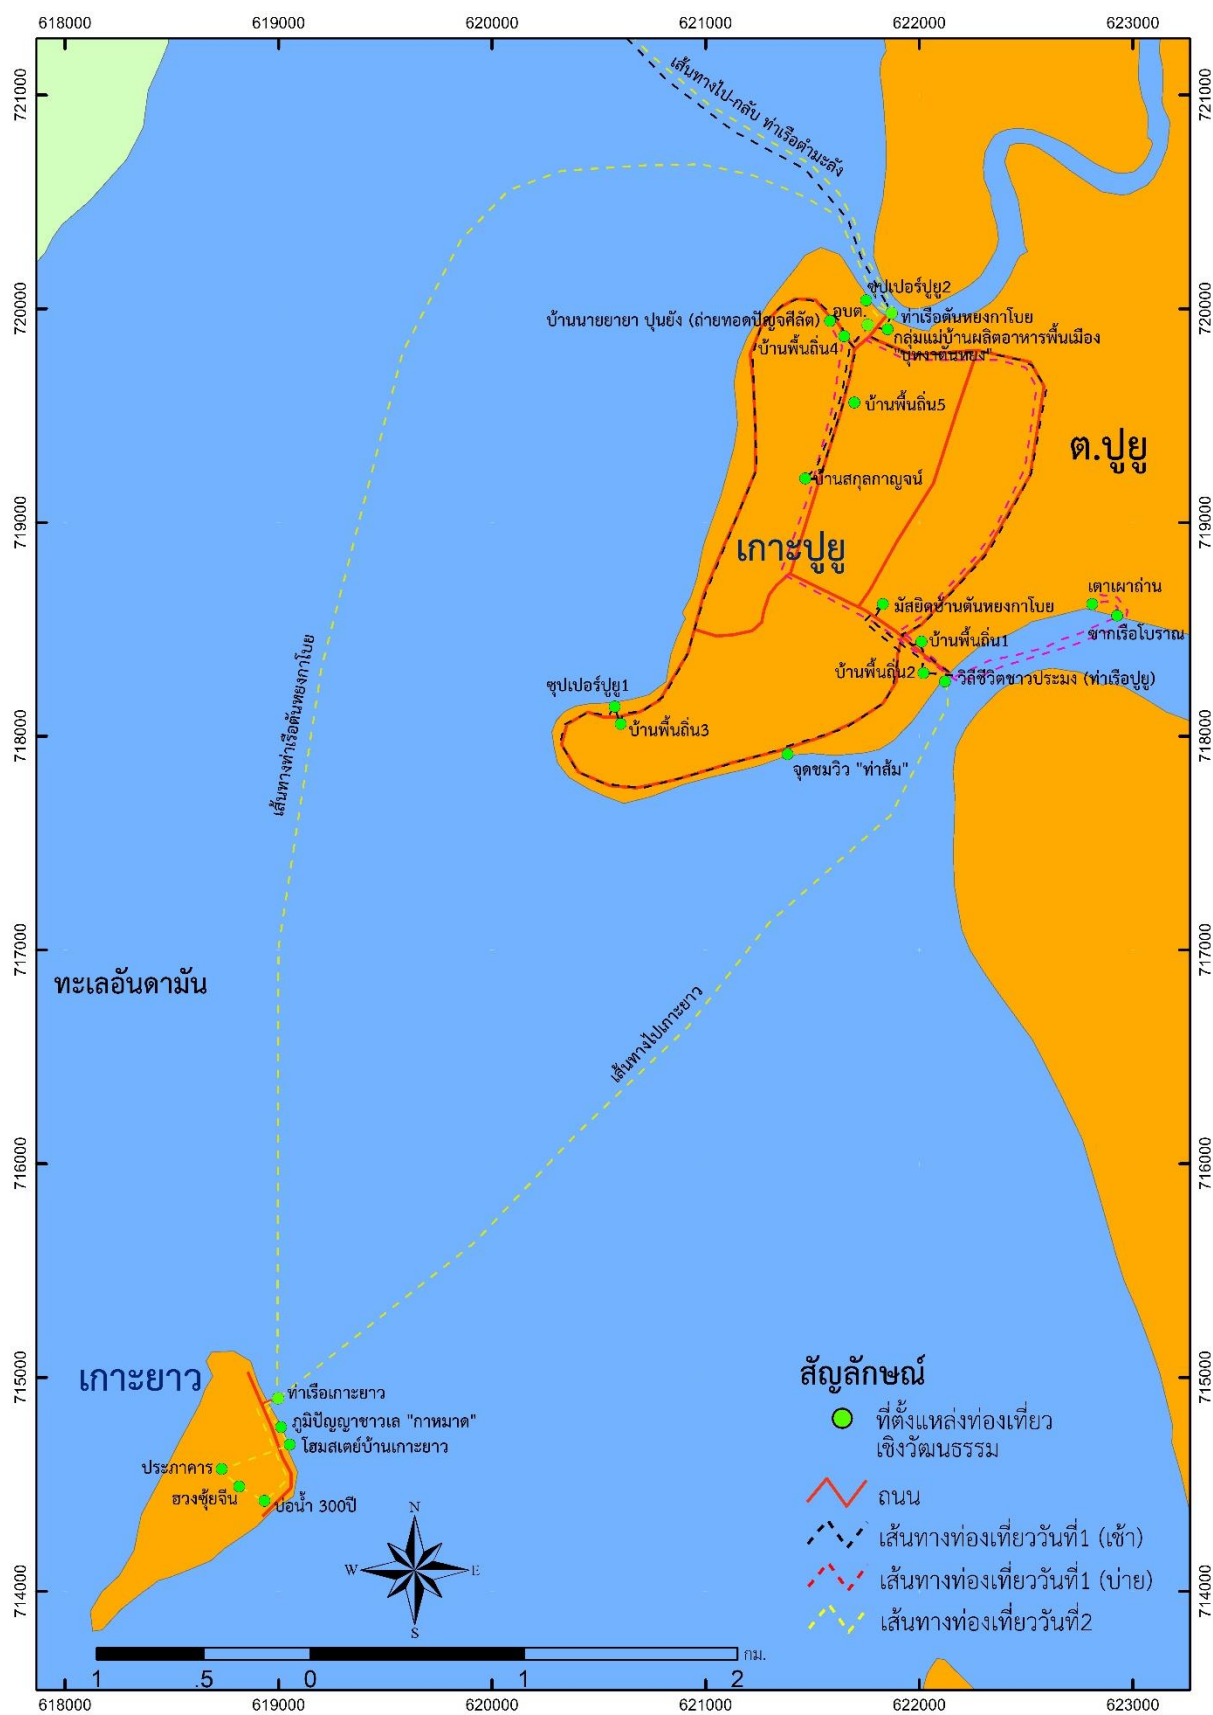 618000 619000 620000 621000 622000 623000
721000
721000
เส้นทางไป-กลับ ท่าเรือตำมะลัง
720000
720000
ซุปเปอร์ปูยู2
อบต.
ท่าเรือตันหยงกาโบย
บ้านนายยายา ปุนยัง (ถ่ายทอดปัญจศีลัต)
กลุ่มแม่บ้านผลิตอาหารพื้นเมือง
"บุหงาตันหยง"
บ้านพื้นถิ่น4
บ้านพื้นถิ่น5
ต.ปูยู
บ้านสกุลกาญจน์
719000
719000
เกาะปูยู
เตาเผาถ่าน
มัสยิดบ้านตันหยงกาโบย
ซากเรือโบราณ
บ้านพื้นถิ่น1
บ้านพื้นถิ่น2
วิถีชีวิตชาวประมง (ท่าเรือปูยู)
ซุปเปอร์ปูยู1
บ้านพื้นถิ่น3
718000
718000
จุดชมวิว "ท่าส้ม"
เส้นทางท่าเรือตันหยงกาโบย
717000
717000
ทะเลอันดามัน
เส้นทางไปเกาะยาว
716000
716000
715000
715000
เกาะยาว
ท่าเรือเกาะยาว
ภูมิปัญญาชาวเล "กาหมาด"
โฮมสเตย์บ้านเกาะยาว
ประภาคาร
ฮวงซุ้ยจีน
บ่อน้ำ 300ปี
สัญลักษณ์
ที่ตั้งแหล่งท่องเที่ยว
เชิงวัฒนธรรม
ถนน
เส้นทางท่องเที่ยววันที่1 (เช้า)
เส้นทางท่องเที่ยววันที่1 (บ่าย)
เส้นทางท่องเที่ยววันที่2
N
W E
S
714000
714000
1 .5 0 1 2 กม.
618000 619000 620000 621000 622000 623000